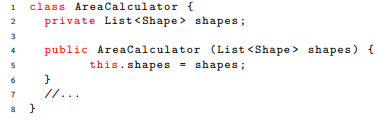 1 class AreaCalculator {
2 private List<Shape> shapes;
3
4 public AreaCalculator (List<Shape> shapes) {
5 this.shapes = shapes;
6 }
7 //...
8 }